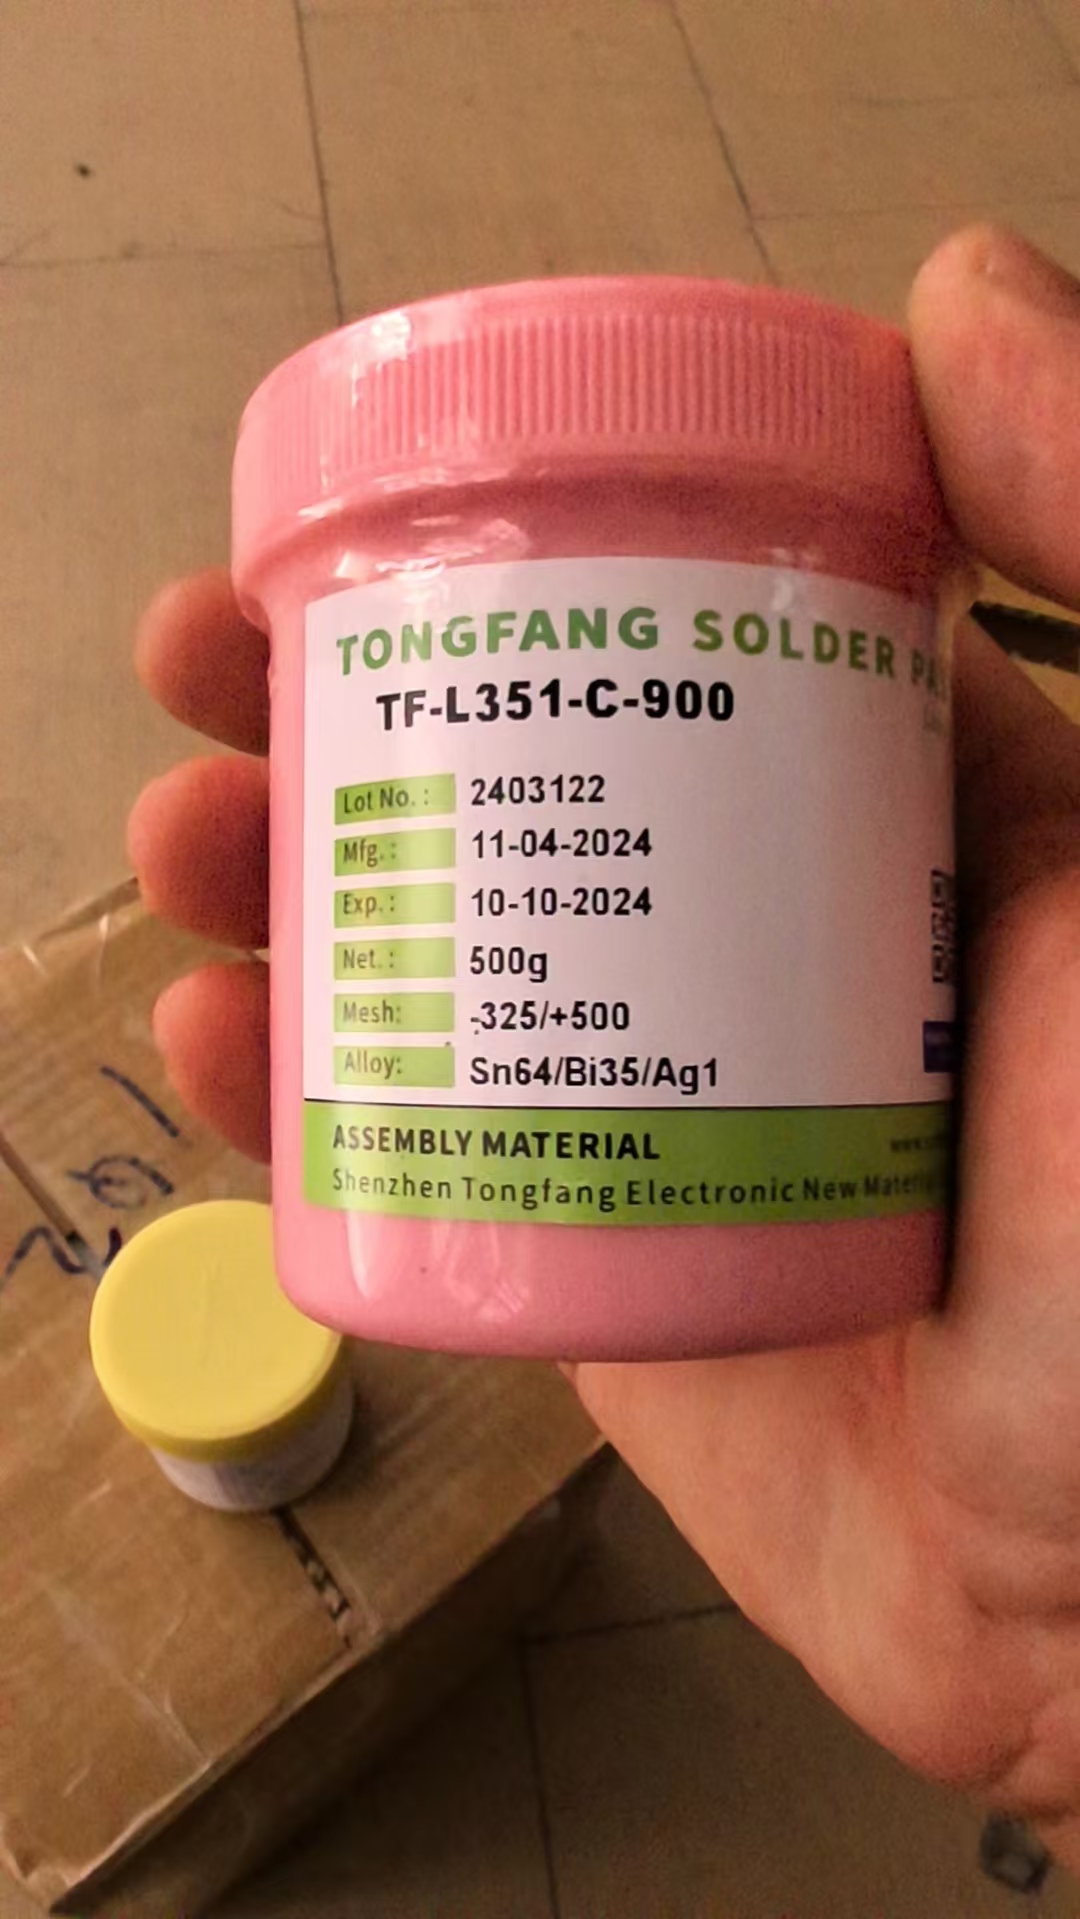 TONGFANG SOLDER
TF-L351-C-900
Lot No. : 2403122
Mfg. : 11-04-2024
Exp. : 10-10-2024
Net. : 500g
Mesh: -325/+500
Alloy: Sn64/Bi35/Ag1
ASSEMBLY MATERIAL
Shenzhen Tongfang Electronic New